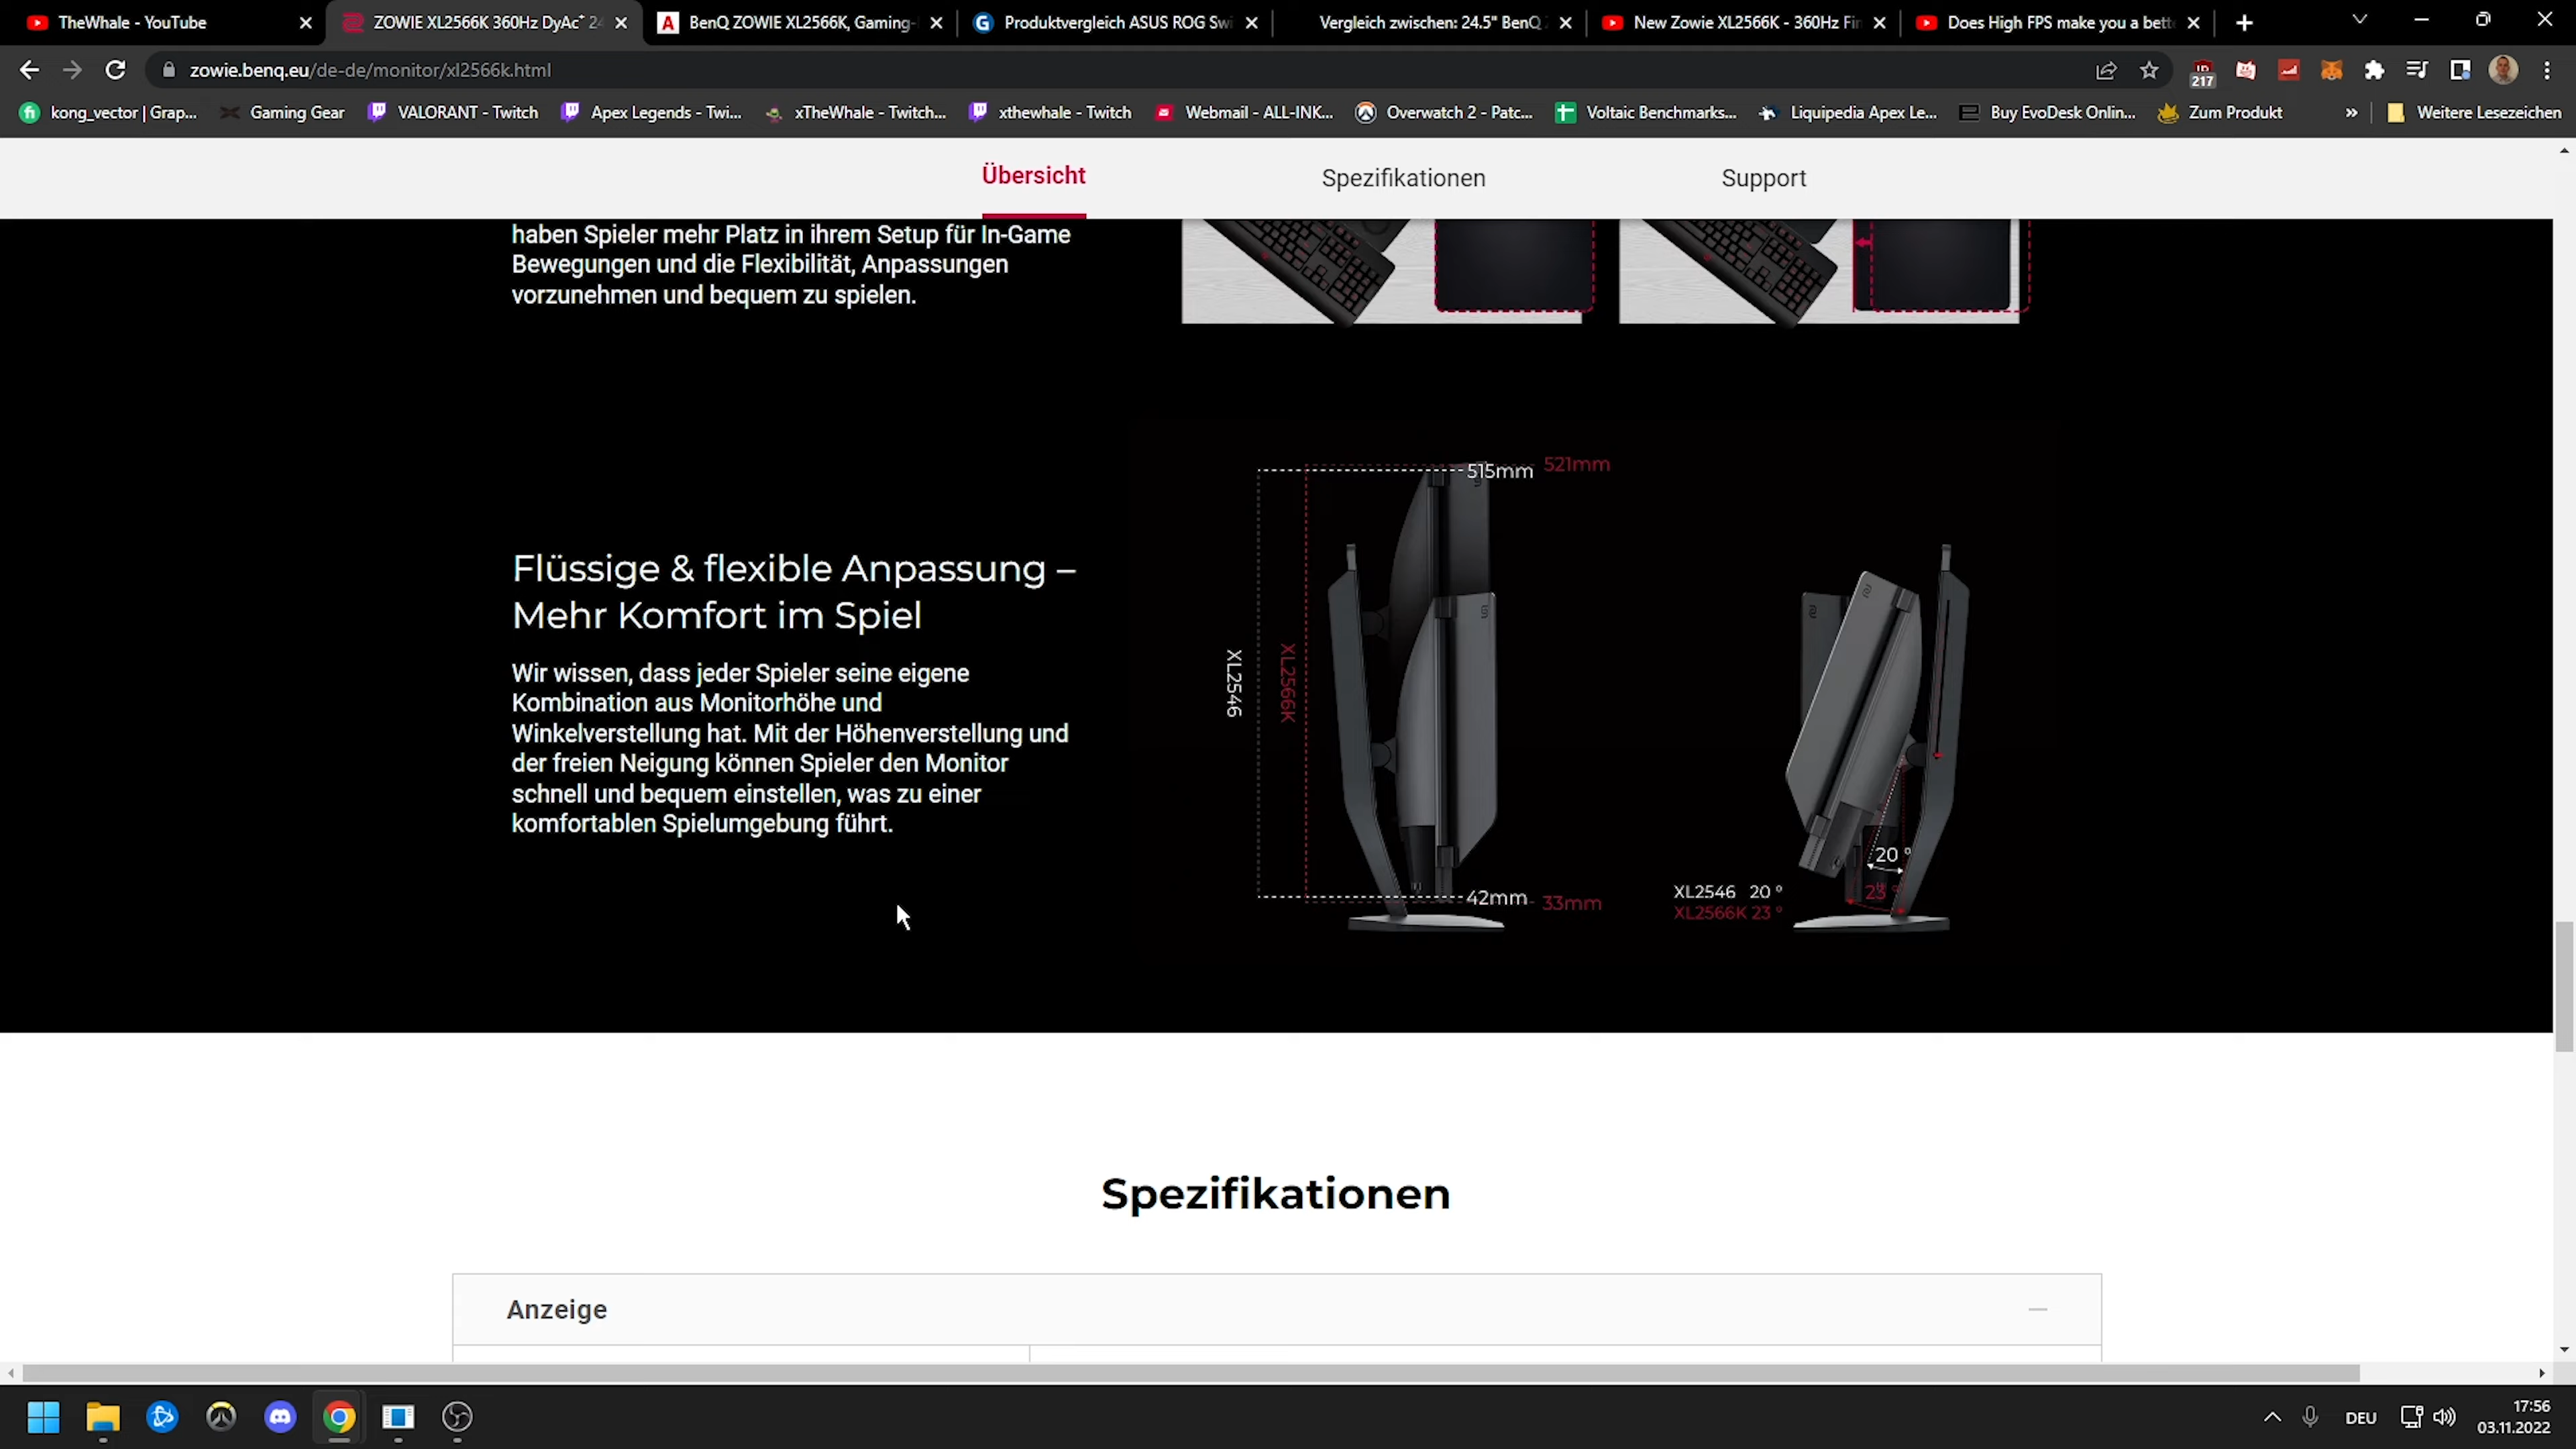 TheWhale - YouTube
ZOWIE XL2566K 360Hz DyAc⁺ 24
BenQ ZOWIE XL2566K, Gaming-
Produktvergleich ASUS ROG Swi
Vergleich zwischen: 24.5" BenQ
New Zowie XL2566K - 360Hz Fir
Does High FPS make you a bett
zowie.benq.eu/de-de/monitor/xl2566k.html
217
kong_vector | Grap...
Gaming Gear
VALORANT - Twitch
Apex Legends - Twi...
xTheWhale - Twitch...
xthewhale - Twitch
Webmail - ALL-INK...
Overwatch 2 - Patc...
Voltaic Benchmarks...
Liquipedia Apex Le...
Buy EvoDesk Onlin...
Zum Produkt
»
Weitere Lesezeichen
Übersicht
Spezifikationen
Support
haben Spieler mehr Platz in ihrem Setup für In-Game
Bewegungen und die Flexibilität, Anpassungen
vorzunehmen und bequem zu spielen.
Flüssige & flexible Anpassung –
Mehr Komfort im Spiel
Wir wissen, dass jeder Spieler seine eigene
Kombination aus Monitorhöhe und
Winkelverstellung hat. Mit der Höhenverstellung und
der freien Neigung können Spieler den Monitor
schnell und bequem einstellen, was zu einer
komfortablen Spielumgebung führt.
515mm
521mm
XL2546
XL2566K
42mm
33mm
20 °
23 °
XL2546 20 °
XL2566K 23 °
Spezifikationen
Anzeige
DEU
17:56
03.11.2022